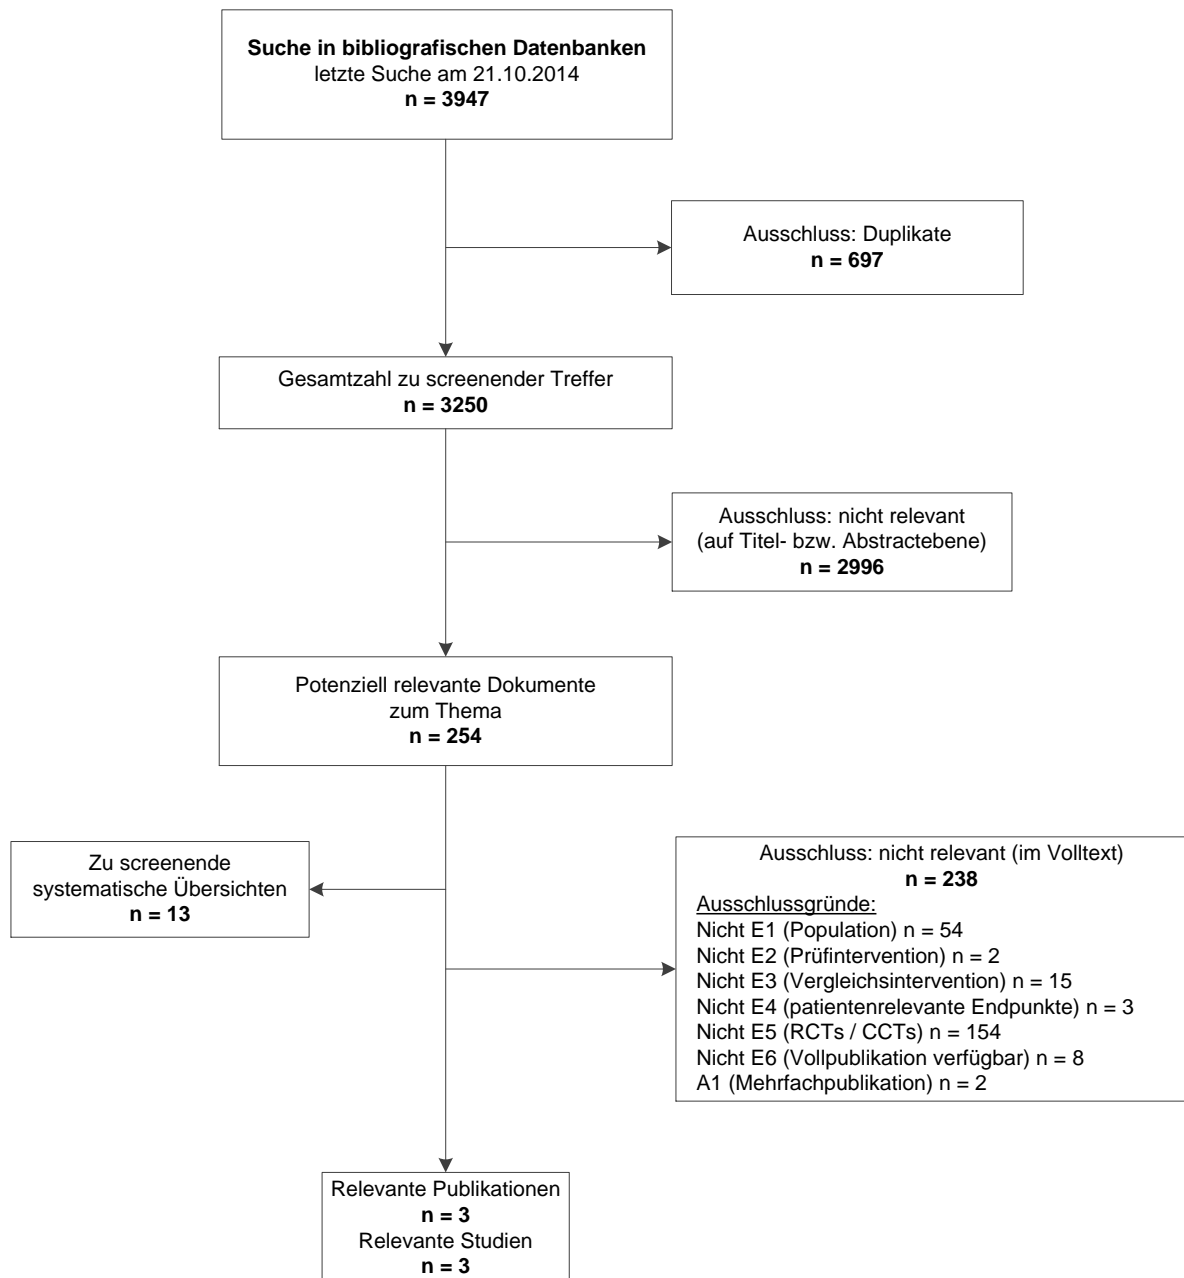 Suche in bibliografischen Datenbanken
letzte Suche am 21.10.2014
n = 3947
Ausschluss: Duplikate
n = 697
Gesamtzahl zu screenender Treffer
n = 3250
Ausschluss: nicht relevant
(auf Titel- bzw. Abstractebene)
n = 2996
Potenziell relevante Dokumente
zum Thema
n = 254
Zu screenende
systematische Übersichten
n = 13
Ausschluss: nicht relevant (im Volltext)
n = 238
Ausschlussgründe:
Nicht E1 (Population) n = 54
Nicht E2 (Prüfintervention) n = 2
Nicht E3 (Vergleichsintervention) n = 15
Nicht E4 (patientenrelevante Endpunkte) n = 3
Nicht E5 (RCTs / CCTs) n = 154
Nicht E6 (Vollpublikation verfügbar) n = 8
A1 (Mehrfachpublikation) n = 2
Relevante Publikationen
n = 3
Relevante Studien
n = 3